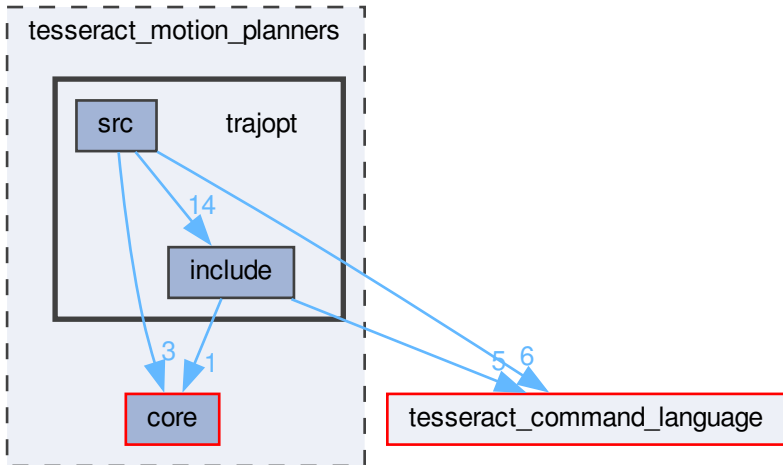 tesseract_motion_planners
src
trajopt
14
include
3
1
5
6
core
tesseract_command_language